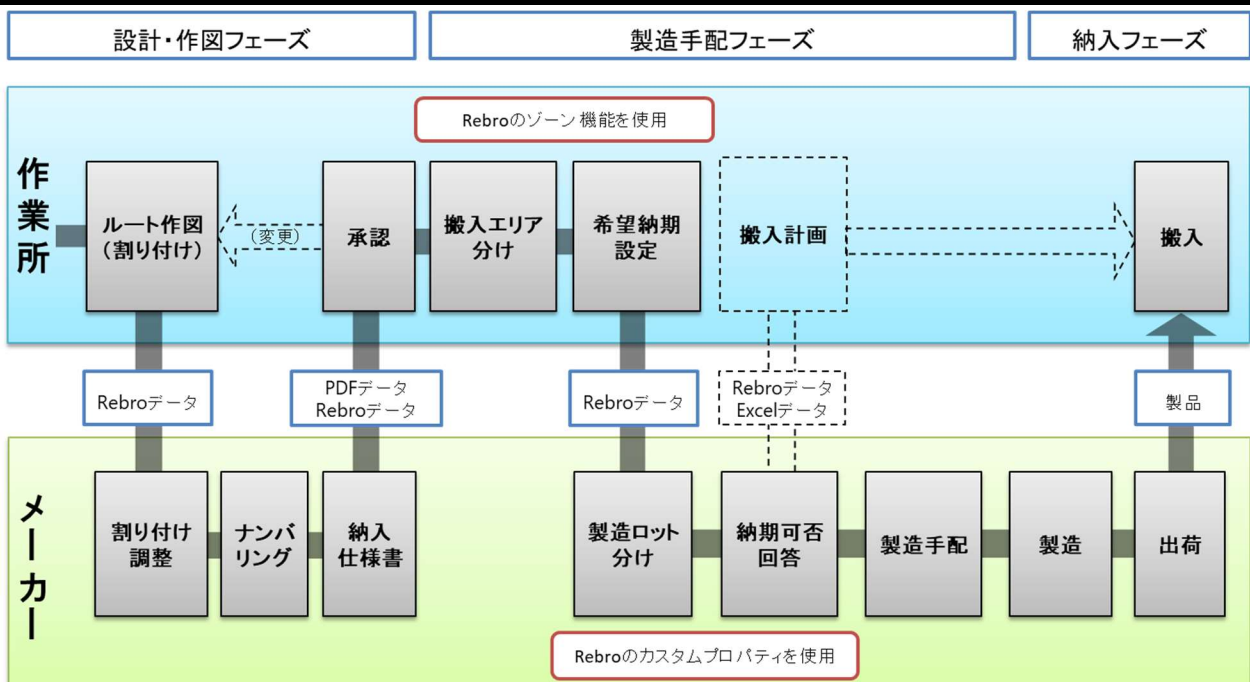 設計・作図フェーズ
製造手配フェーズ
納入フェーズ
作業所
Rebroのゾーン機能を使用
ルート作図
(割り付け)
(変更)
承認
搬入エリア
分け
希望納期
設定
搬入計画
搬入
Rebroデータ
PDFデータ
Rebroデータ
Rebroデータ
Rebroデータ
Excelデータ
製品
メーカー
割り付け
調整
ナンバ
リング
納入
仕様書
製造ロット
分け
納期可否
回答
製造手配
製造
出荷
Rebroのカスタムプロパティを使用